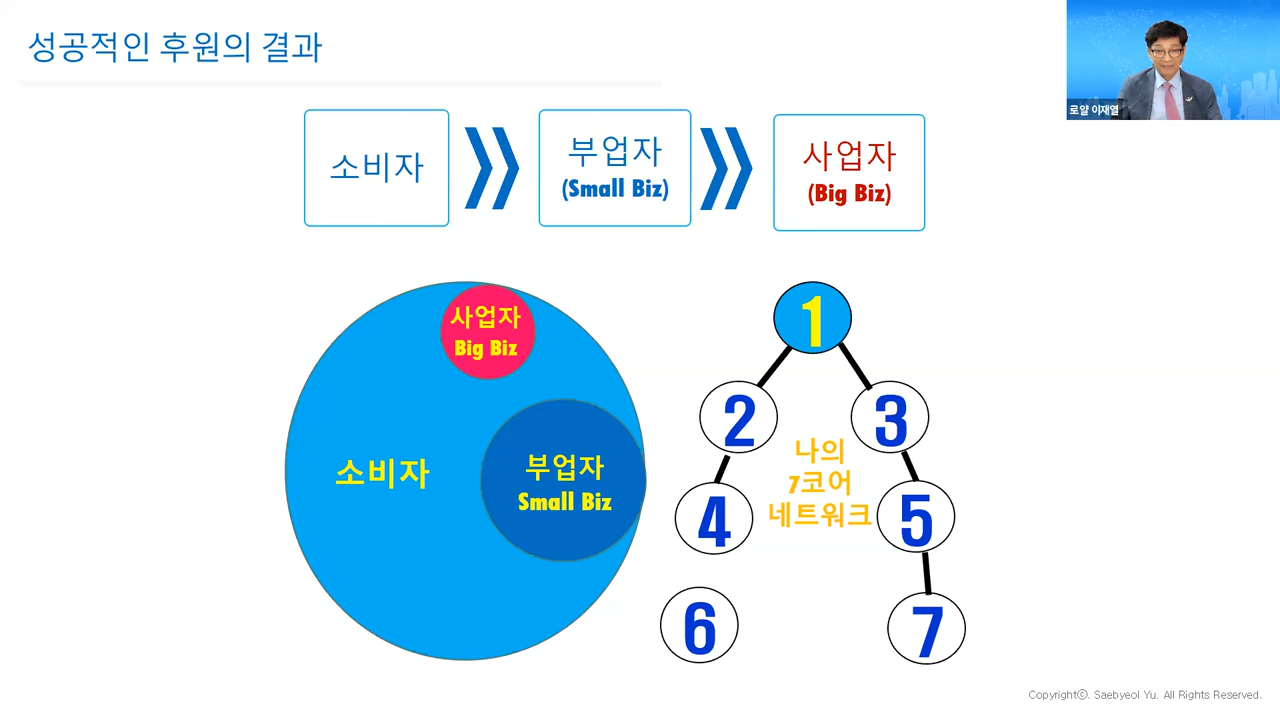 성공적인 후원의 결과
로얄 이재열
소비자
부업자
(Small Biz)
사업자
(Big Biz)
사업자
Big Biz
소비자
부업자
Small Biz
1
2
3
나의
7코어
네트워크
4
5
6
7
Copyrightⓒ. Saebyeol Yu. All Rights Reserved.